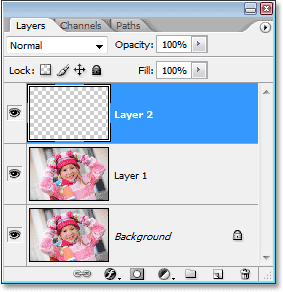 Layers Channels Paths
Normal Opacity: 100%
Lock: Fill: 100%
Layer 2
Layer 1
Background